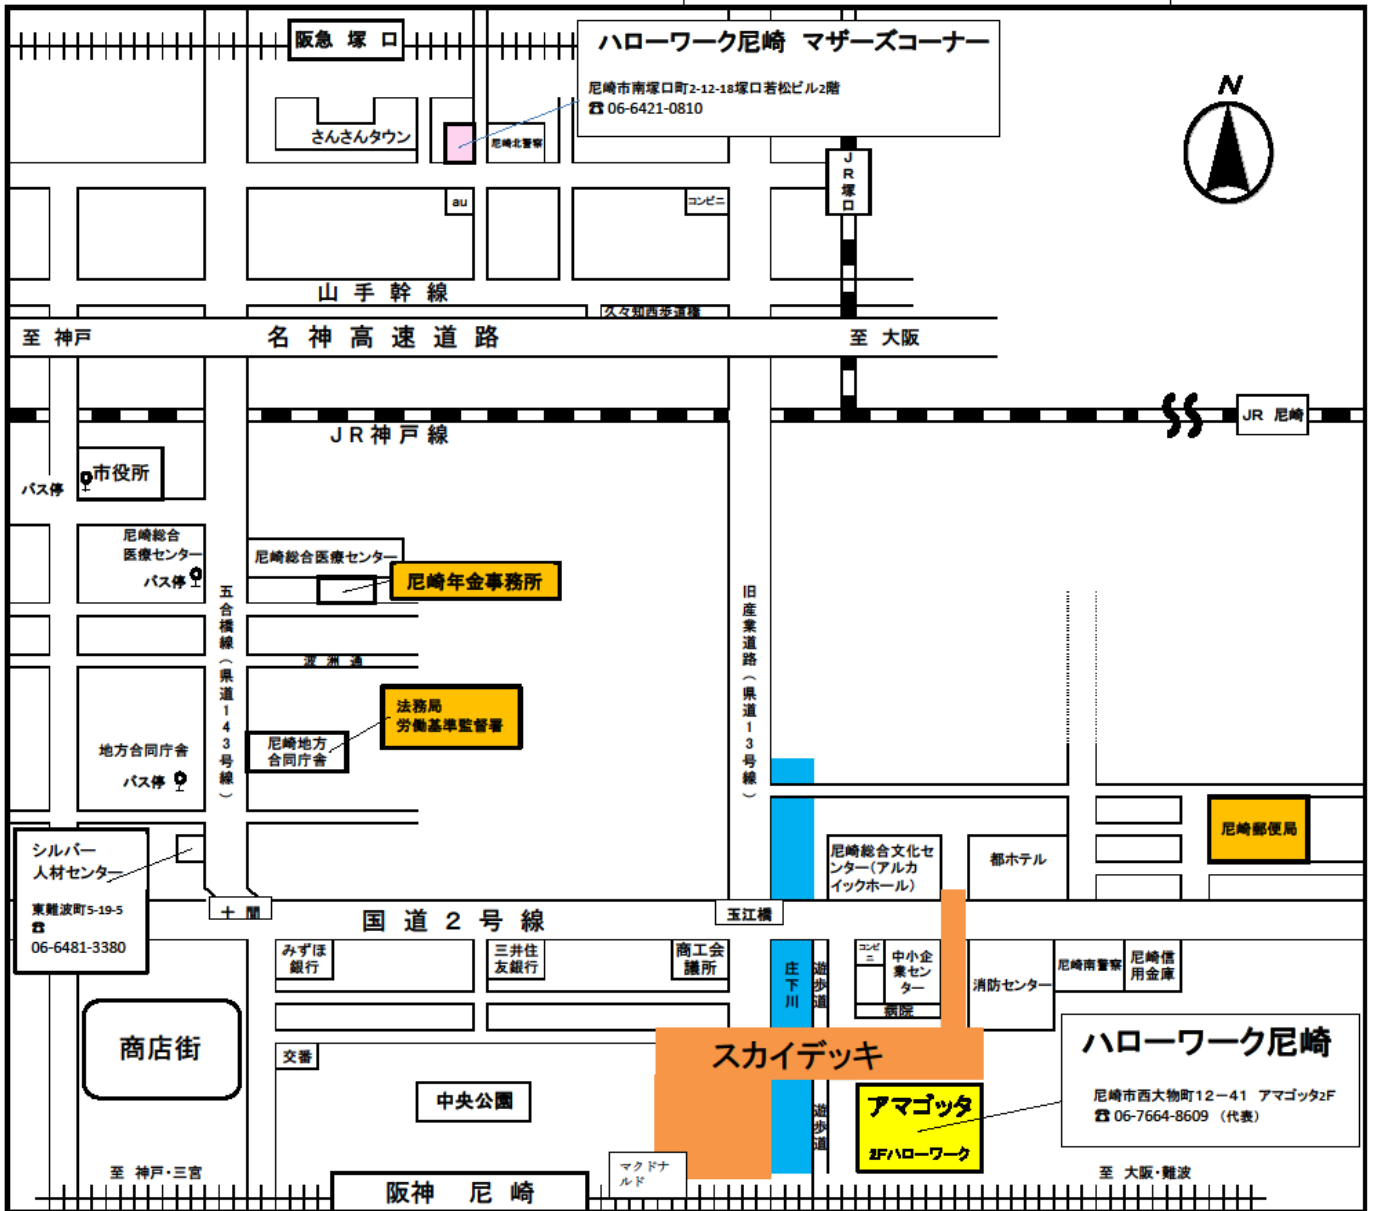 阪急 塚 口
ハローワーク尼崎 マザーズコーナー
尼崎市南塚口町2-12-18塚口若松ビル2階
☎ 06-6421-0810
N
さんさんタウン
尼崎北警察
JR塚口
au
コンビニ
山 手 幹 線
久々知西歩道橋
至 神戸
名 神 高 速 道 路
至 大阪
JR 尼崎
JR神戸線
市役所
バス停
尼崎総合
医療センター
バス停
尼崎総合医療センター
尼崎年金事務所
五合橋線(県道143号線)
旧産業道路(県道13号線)
波 洲 通
法務局
労働基準監督署
尼崎地方
合同庁舎
地方合同庁舎
バス停
シルバー
人材センター
東難波町5-19-5
☎
06-6481-3380
尼崎郵便局
尼崎総合文化セ
ンター(アルカ
イックホール)
都ホテル
十 間
国 道 2 号 線
玉江橋
みずほ
銀行
三井住
友銀行
商工会
議所
庄下川
遊歩道
コンビ
ニ
中小企
業セン
ター
病院
消防センター
尼崎南警察
尼崎信
用金庫
商店街
交番
スカイデッキ
中央公園
遊歩道
アマゴッタ
2Fハローワーク
ハローワーク尼崎
尼崎市西大物町12-41 アマゴッタ2F
☎ 06-7664-8609 (代表)
至 神戸・三宮
マクドナ
ルド
至 大阪・難波
阪神 尼 崎